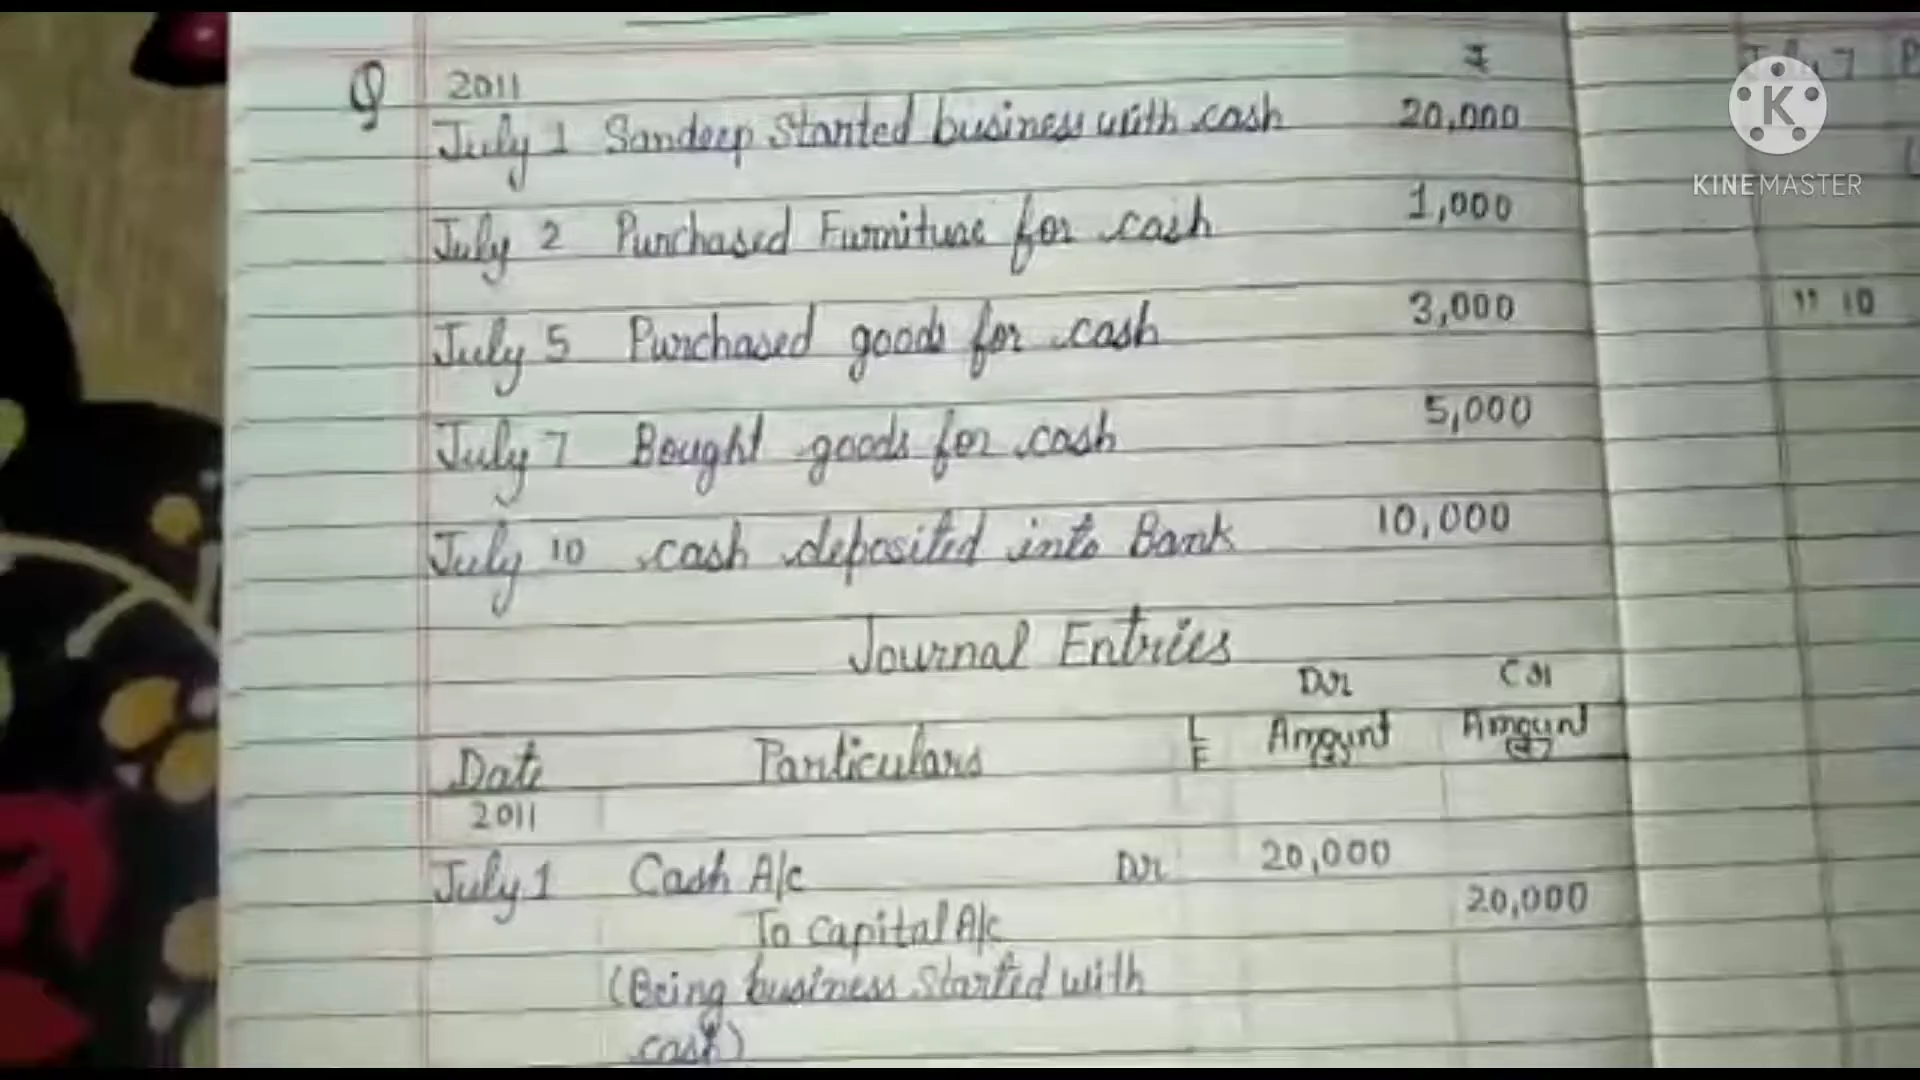 Q 2011 ₹
July 1 Sandeep Started business with cash 20,000
July 2 Purchased Furniture for cash 1,000
July 5 Purchased goods for cash 3,000
July 7 Bought goods for cash 5,000
July 10 cash deposited into Bank 10,000
Journal Entries
Dr Cr
Date Particulars L F Amount (₹) Amount (₹)
2011
July 1 Cash A/c Dr 20,000
To Capital A/c 20,000
(Being business started with
cash)
July 7 P
" 10
K
KINEMASTER